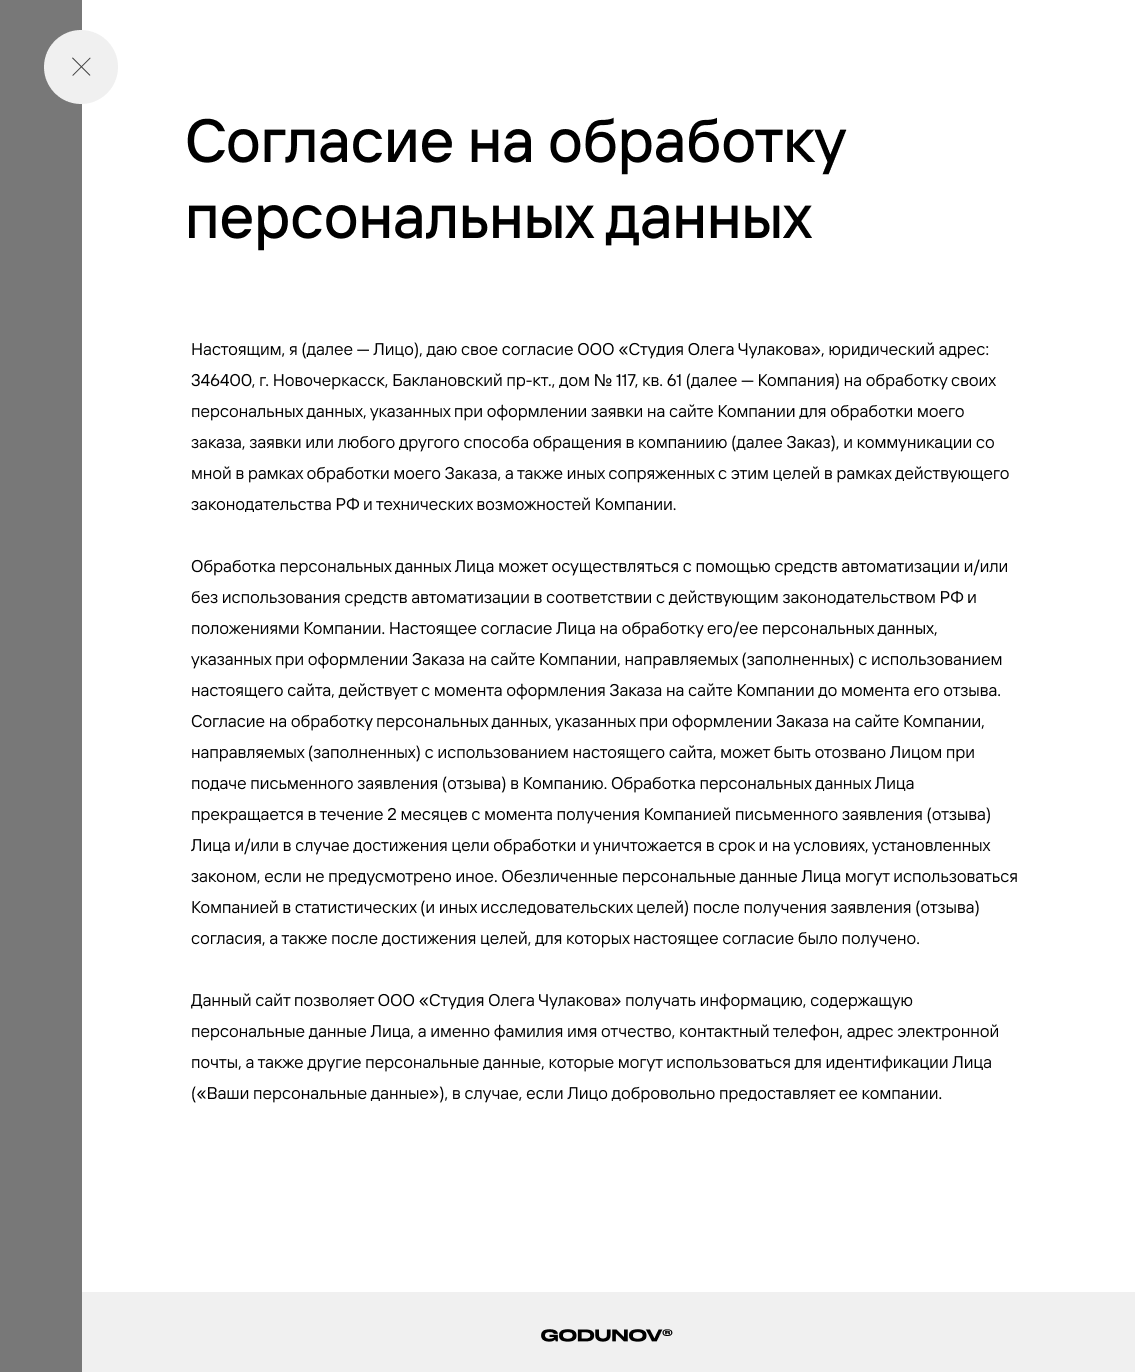 Согласие на обработку
персональных данных
Настоящим, я (далее — Лицо), даю свое согласие ООО «Студия Олега Чулакова», юридический адрес:
346400, г. Новочеркасск, Баклановский пр-кт., дом № 117, кв. 61 (далее — Компания) на обработку своих
персональных данных, указанных при оформлении заявки на сайте Компании для обработки моего
заказа, заявки или любого другого способа обращения в компаниию (далее Заказ), и коммуникации со
мной в рамках обработки моего Заказа, а также иных сопряженных с этим целей в рамках действующего
законодательства РФ и технических возможностей Компании.
Обработка персональных данных Лица может осуществляться с помощью средств автоматизации и/или
без использования средств автоматизации в соответствии с действующим законодательством РФ и
положениями Компании. Настоящее согласие Лица на обработку его/ее персональных данных,
указанных при оформлении Заказа на сайте Компании, направляемых (заполненных) с использованием
настоящего сайта, действует с момента оформления Заказа на сайте Компании до момента его отзыва.
Согласие на обработку персональных данных, указанных при оформлении Заказа на сайте Компании,
направляемых (заполненных) с использованием настоящего сайта, может быть отозвано Лицом при
подаче письменного заявления (отзыва) в Компанию. Обработка персональных данных Лица
прекращается в течение 2 месяцев с момента получения Компанией письменного заявления (отзыва)
Лица и/или в случае достижения цели обработки и уничтожается в срок и на условиях, установленных
законом, если не предусмотрено иное. Обезличенные персональные данные Лица могут использоваться
Компанией в статистических (и иных исследовательских целей) после получения заявления (отзыва)
согласия, а также после достижения целей, для которых настоящее согласие было получено.
Данный сайт позволяет ООО «Студия Олега Чулакова» получать информацию, содержащую
персональные данные Лица, а именно фамилия имя отчество, контактный телефон, адрес электронной
почты, а также другие персональные данные, которые могут использоваться для идентификации Лица
(«Ваши персональные данные»), в случае, если Лицо добровольно предоставляет ее компании.
GODUNOV®